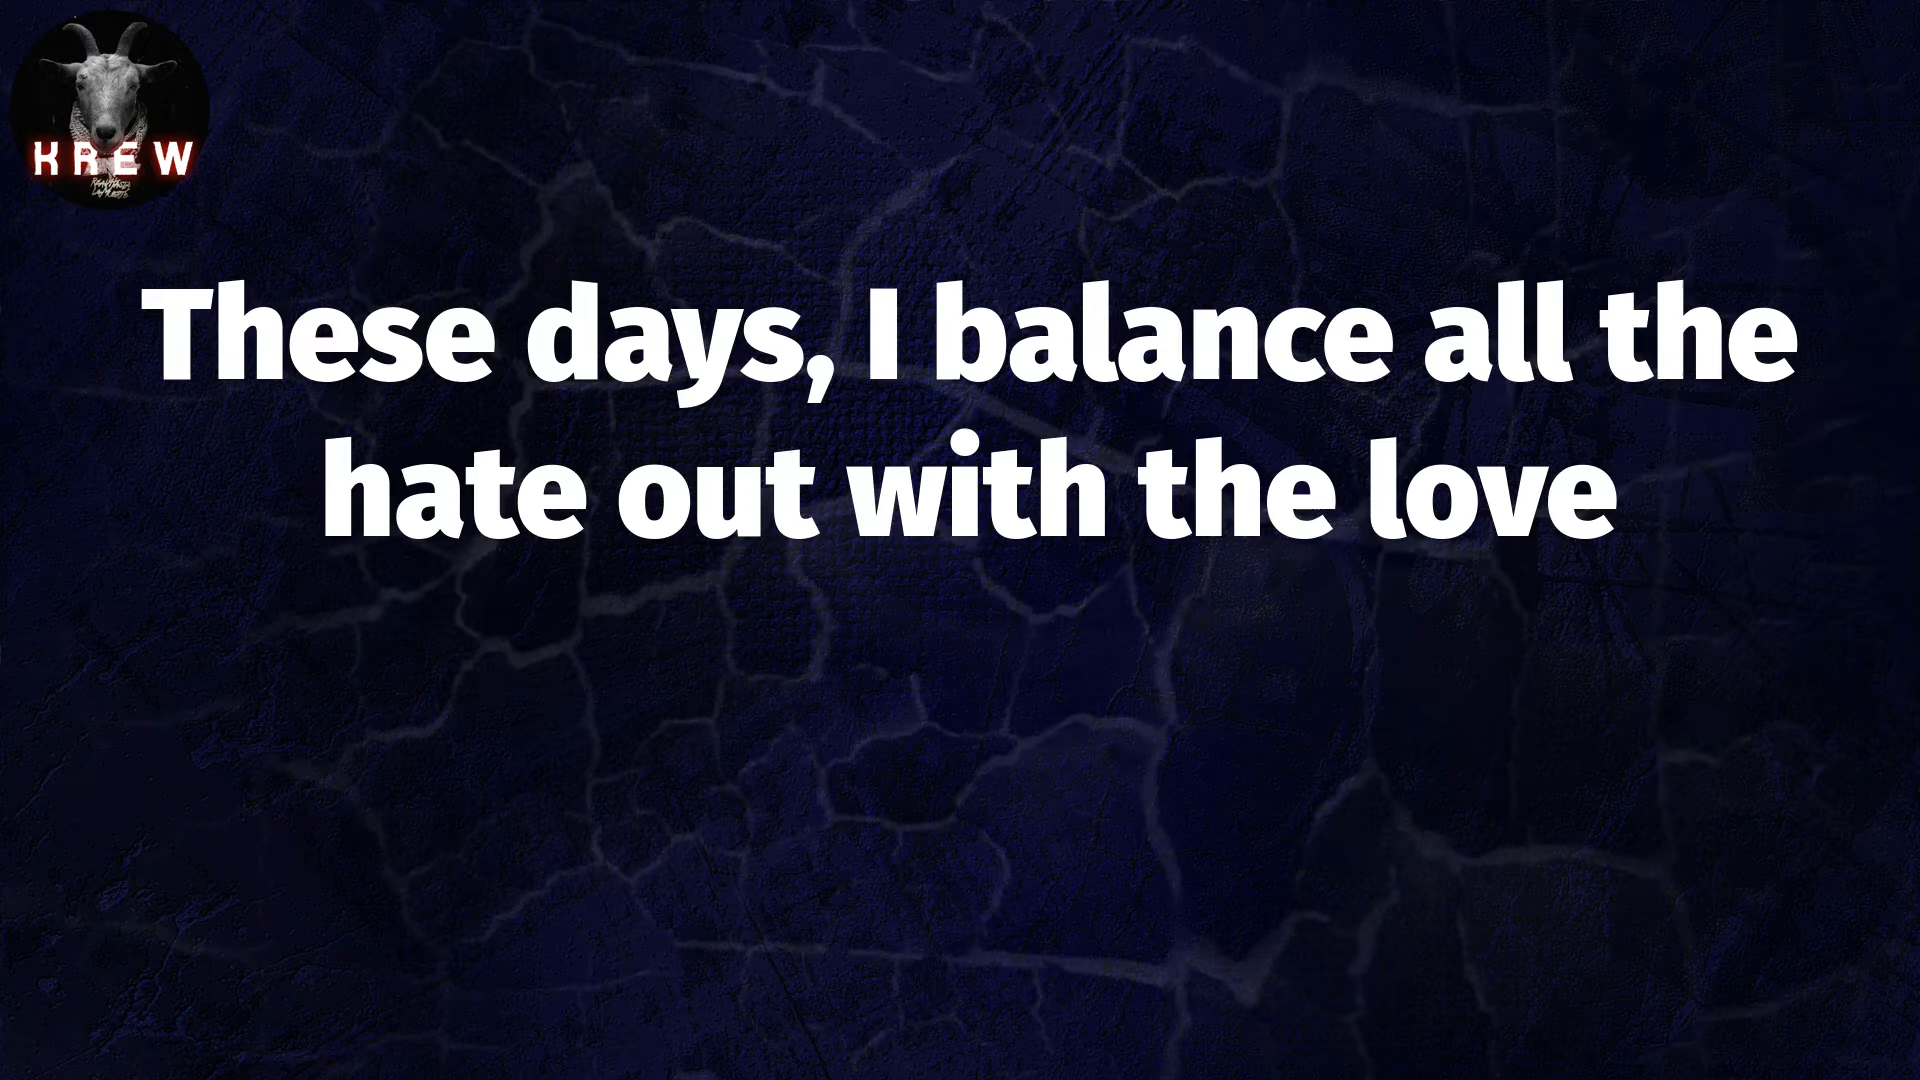 KREW
These days, I balance all the
hate out with the love